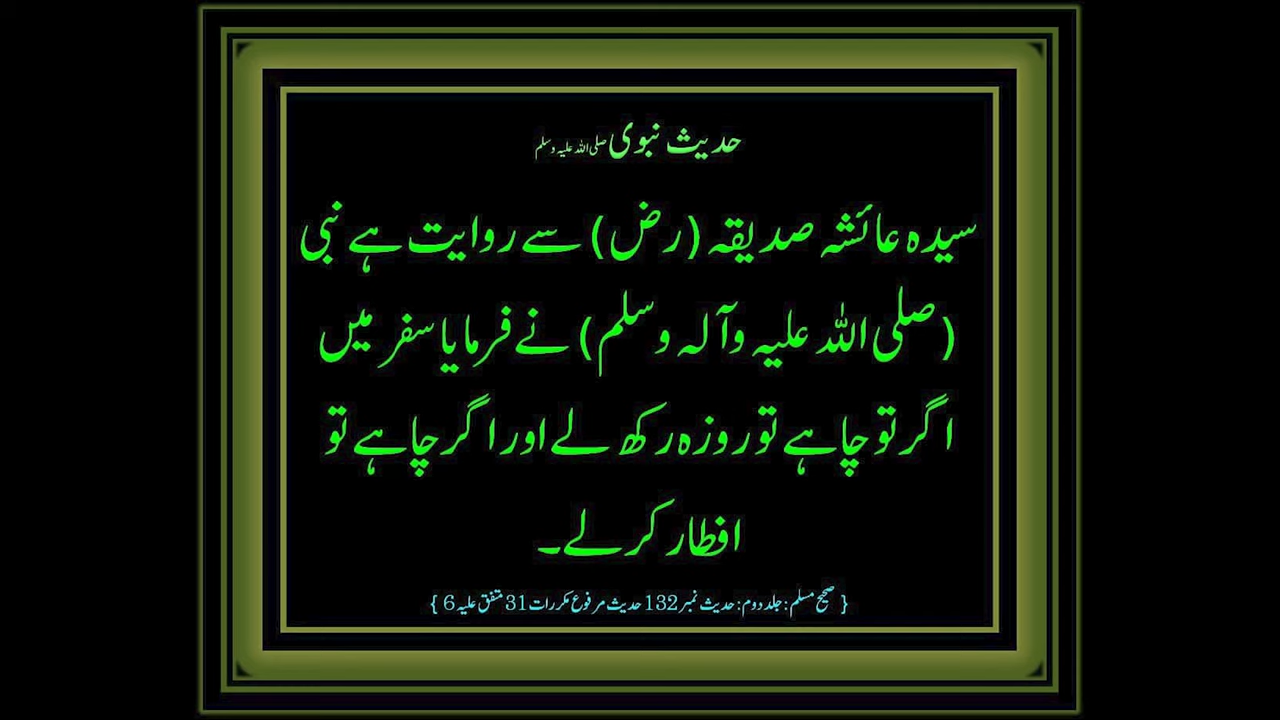 حدیث نبوی صلی اللہ علیہ وسلم
سیدہ عائشہ صدیقہ (رض) سے روایت ہے نبی
(صلی اللہ علیہ وآلہ وسلم) نے فرمایا سفر میں
اگر تو چاہے تو روزہ رکھ لے اور اگر چاہے تو
افطار کر لے۔
{ صحیح مسلم : جلد دوم : حدیث نمبر 132 حدیث مرفوع مکررات 31 متفق علیہ 6 }